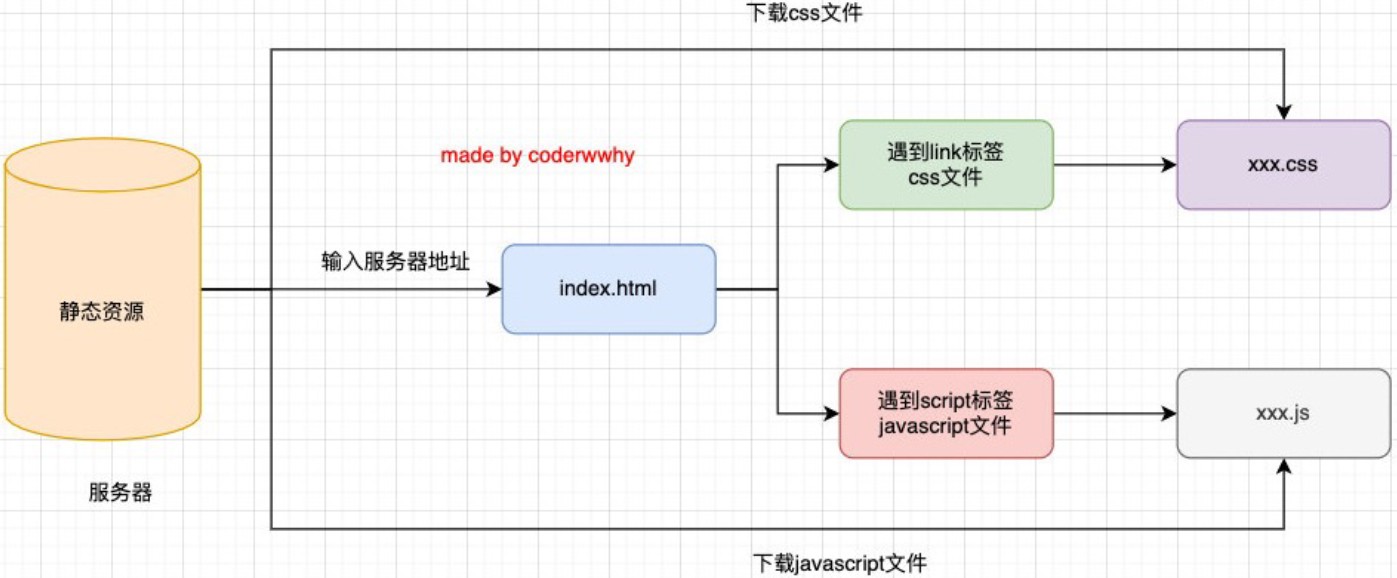 下载css文件
made by coderwwhy
遇到link标签
css文件
xxx.css
输入服务器地址
index.html
静态资源
遇到script标签
javascript文件
xxx.js
服务器
下载javascript文件